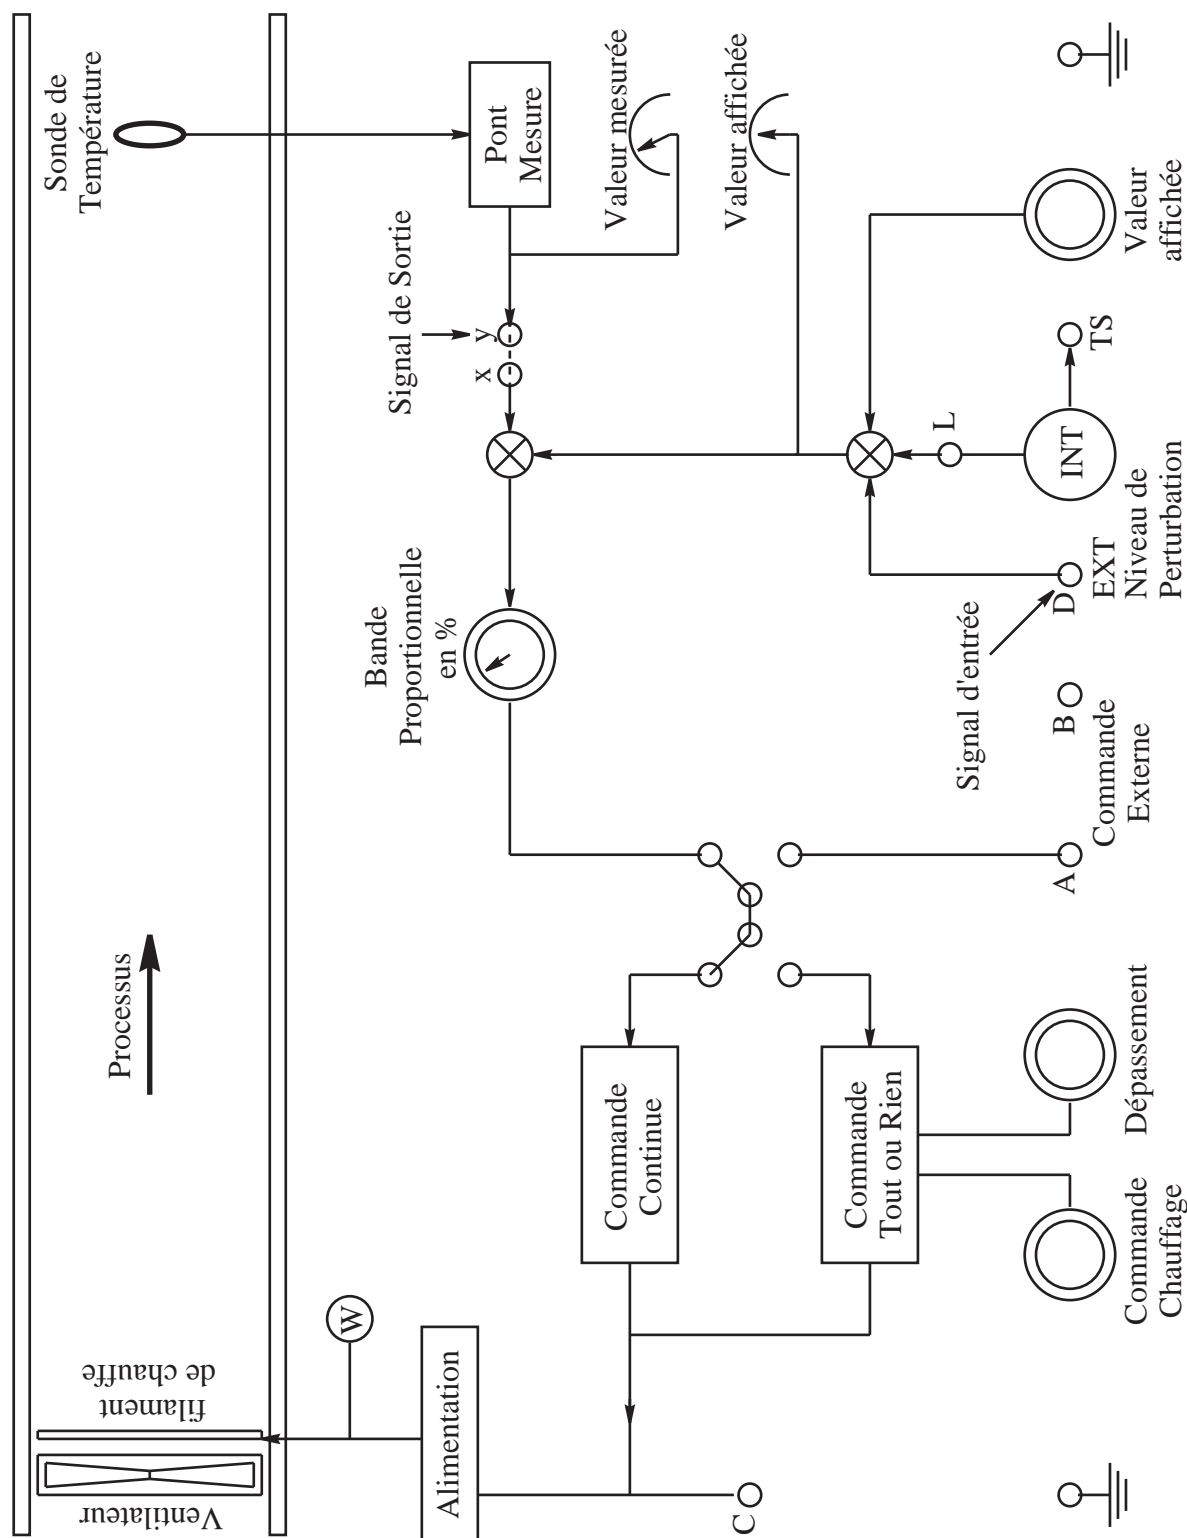 Ventilateur
filament
de chauffe
Processus
Sonde de
Température
W
Alimentation
C
Commande
Continue
Commande
Tout ou Rien
Commande
Chauffage
Dépassement
A
Commande
Externe
B
Bande
Proportionnelle
en %
Signal de Sortie
x
y
Pont
Mesure
Valeur mesurée
Valeur affichée
Signal d'entrée
D
EXT
Niveau de
Perturbation
L
INT
TS
Valeur
affichée